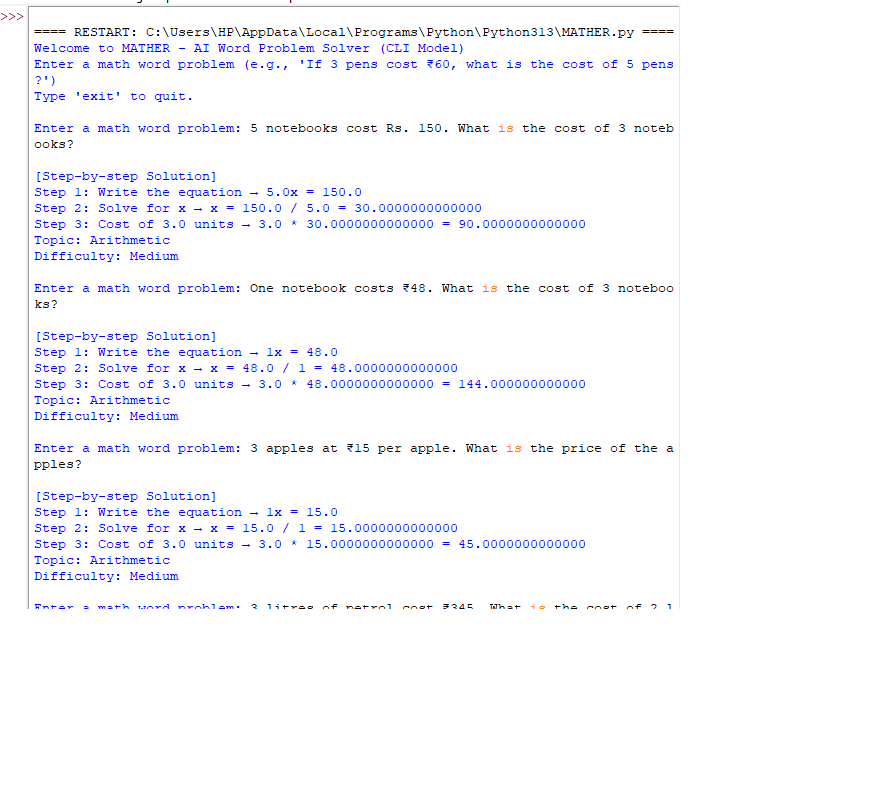 >>>
==== RESTART: C:\Users\HP\AppData\Local\Programs\Python\Python313\MATHER.py ====
Welcome to MATHER – AI Word Problem Solver (CLI Model)
Enter a math word problem (e.g., 'If 3 pens cost ₹60, what is the cost of 5 pens
?')
Type 'exit' to quit.
Enter a math word problem: 5 notebooks cost Rs. 150. What is the cost of 3 noteb
ooks?
[Step-by-step Solution]
Step 1: Write the equation → 5.0x = 150.0
Step 2: Solve for x → x = 150.0 / 5.0 = 30.0000000000000
Step 3: Cost of 3.0 units → 3.0 * 30.0000000000000 = 90.0000000000000
Topic: Arithmetic
Difficulty: Medium
Enter a math word problem: One notebook costs ₹48. What is the cost of 3 noteboo
ks?
[Step-by-step Solution]
Step 1: Write the equation → 1x = 48.0
Step 2: Solve for x → x = 48.0 / 1 = 48.0000000000000
Step 3: Cost of 3.0 units → 3.0 * 48.0000000000000 = 144.000000000000
Topic: Arithmetic
Difficulty: Medium
Enter a math word problem: 3 apples at ₹15 per apple. What is the price of the a
pples?
[Step-by-step Solution]
Step 1: Write the equation → 1x = 15.0
Step 2: Solve for x → x = 15.0 / 1 = 15.0000000000000
Step 3: Cost of 3.0 units → 3.0 * 15.0000000000000 = 45.0000000000000
Topic: Arithmetic
Difficulty: Medium
Enter a math word problem: 3 litres of petrol cost ₹345. What is the cost of